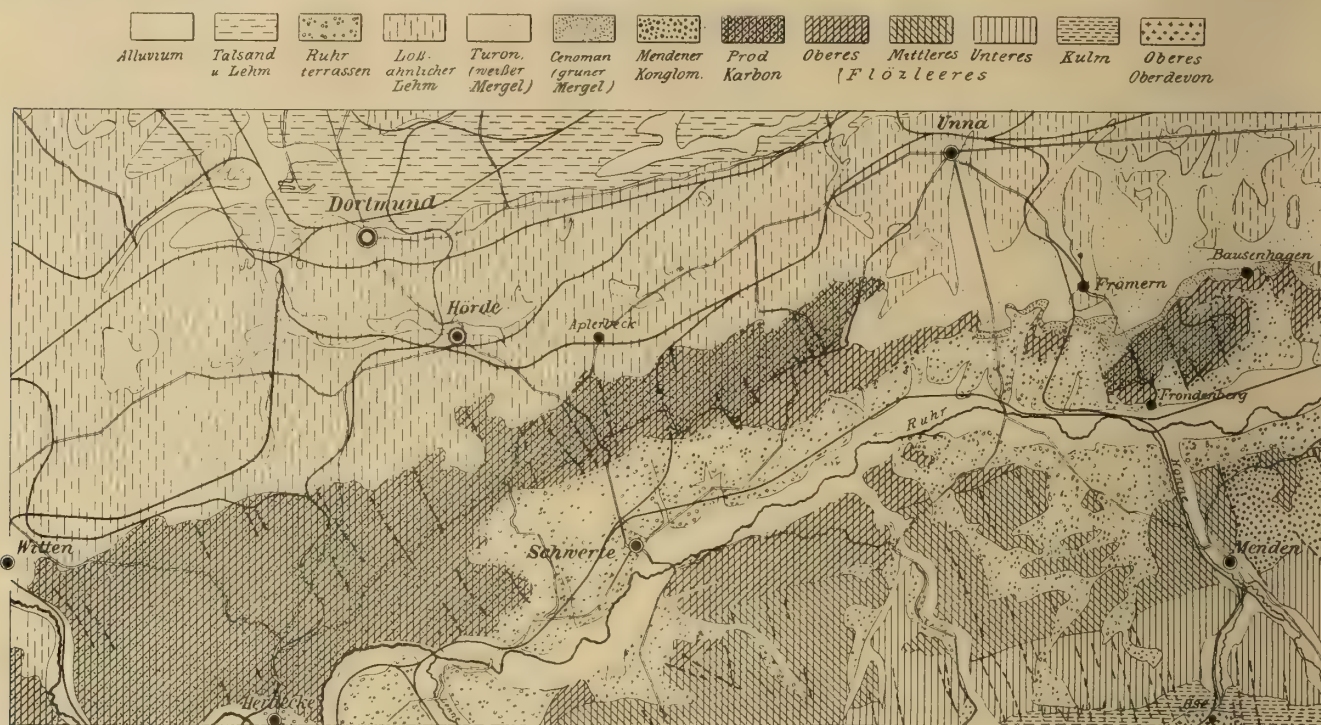 Alluvium
Talsand
u Lehm
Ruhr
terrassen
Löß-
ähnlicher
Lehm
Turon.
(weißer
Mergel)
Cenoman
(grüner
Mergel)
Mendener
Konglom.
Prod
Karbon
Oberes
Mittleres
Unteres
(Flözleeres
Kulm
Oberes
Oberdevon
Unna
Dortmund
Bausenhagen
Frömern
Hörde
Aplerbeck
Fröndenberg
Ruhr
Hönne
Witten
Schwerte
Menden
Herdecke